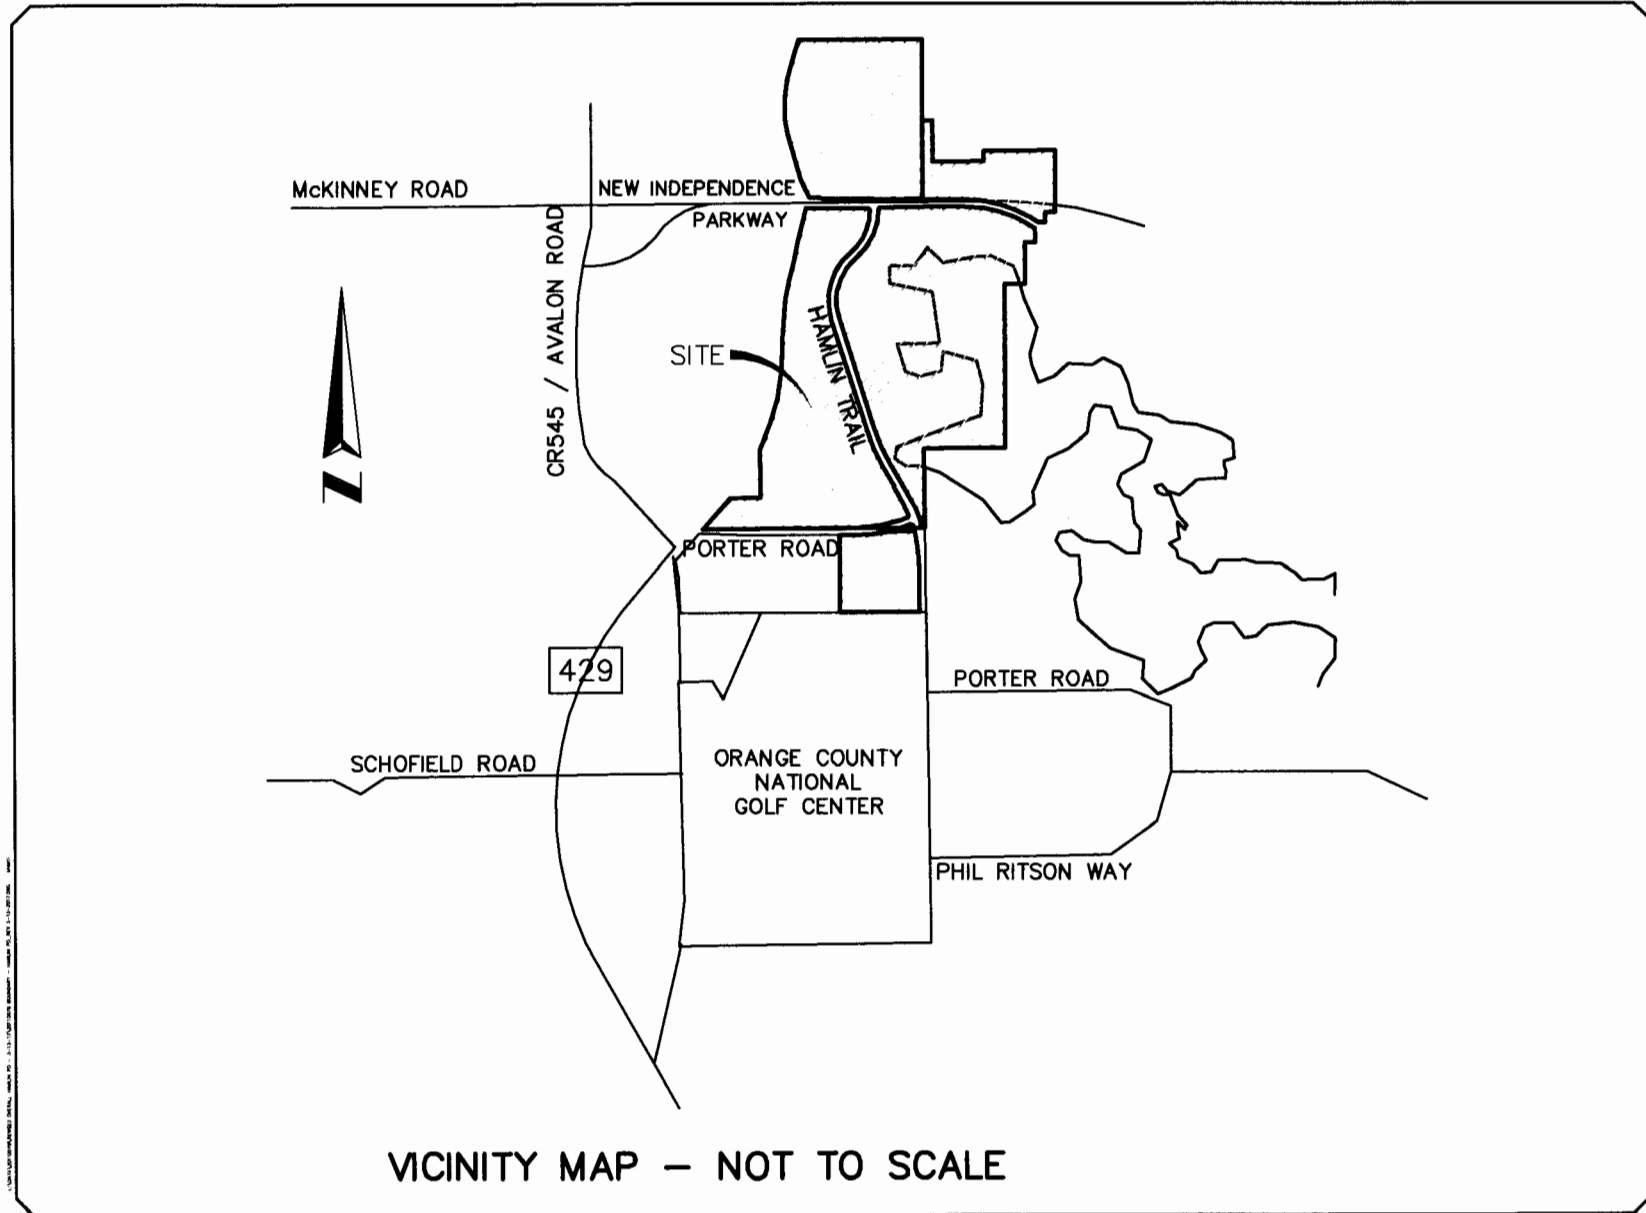 McKINNEY ROAD
NEW INDEPENDENCE
PARKWAY
CR545 / AVALON ROAD
HAMLIN TRAIL
SITE
N
PORTER ROAD
429
PORTER ROAD
SCHOFIELD ROAD
ORANGE COUNTY
NATIONAL
GOLF CENTER
PHIL RITSON WAY
VICINITY MAP – NOT TO SCALE